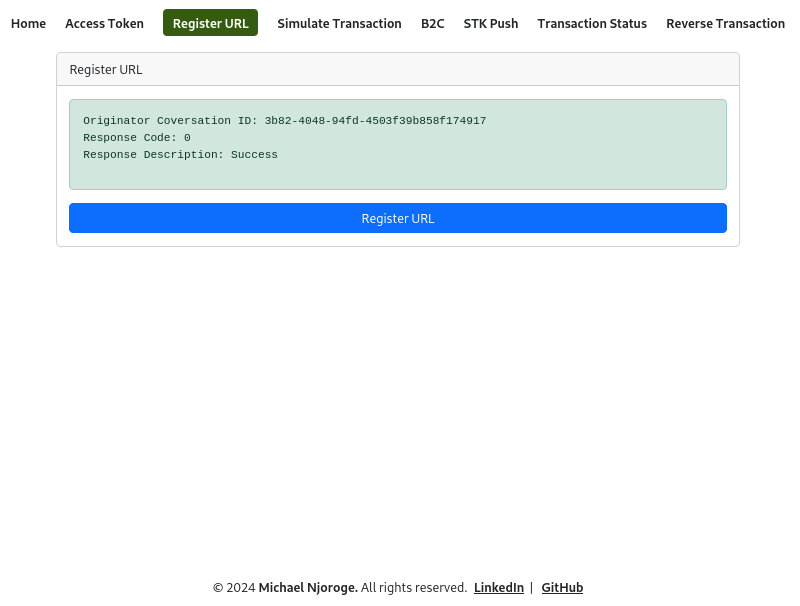 Home Access Token Register URL Simulate Transaction B2C STK Push Transaction Status Reverse Transaction
Register URL
Originator Coversation ID: 3b82-4048-94fd-4503f39b858f174917
Response Code: 0
Response Description: Success
Register URL
© 2024 Michael Njoroge. All rights reserved. LinkedIn | GitHub